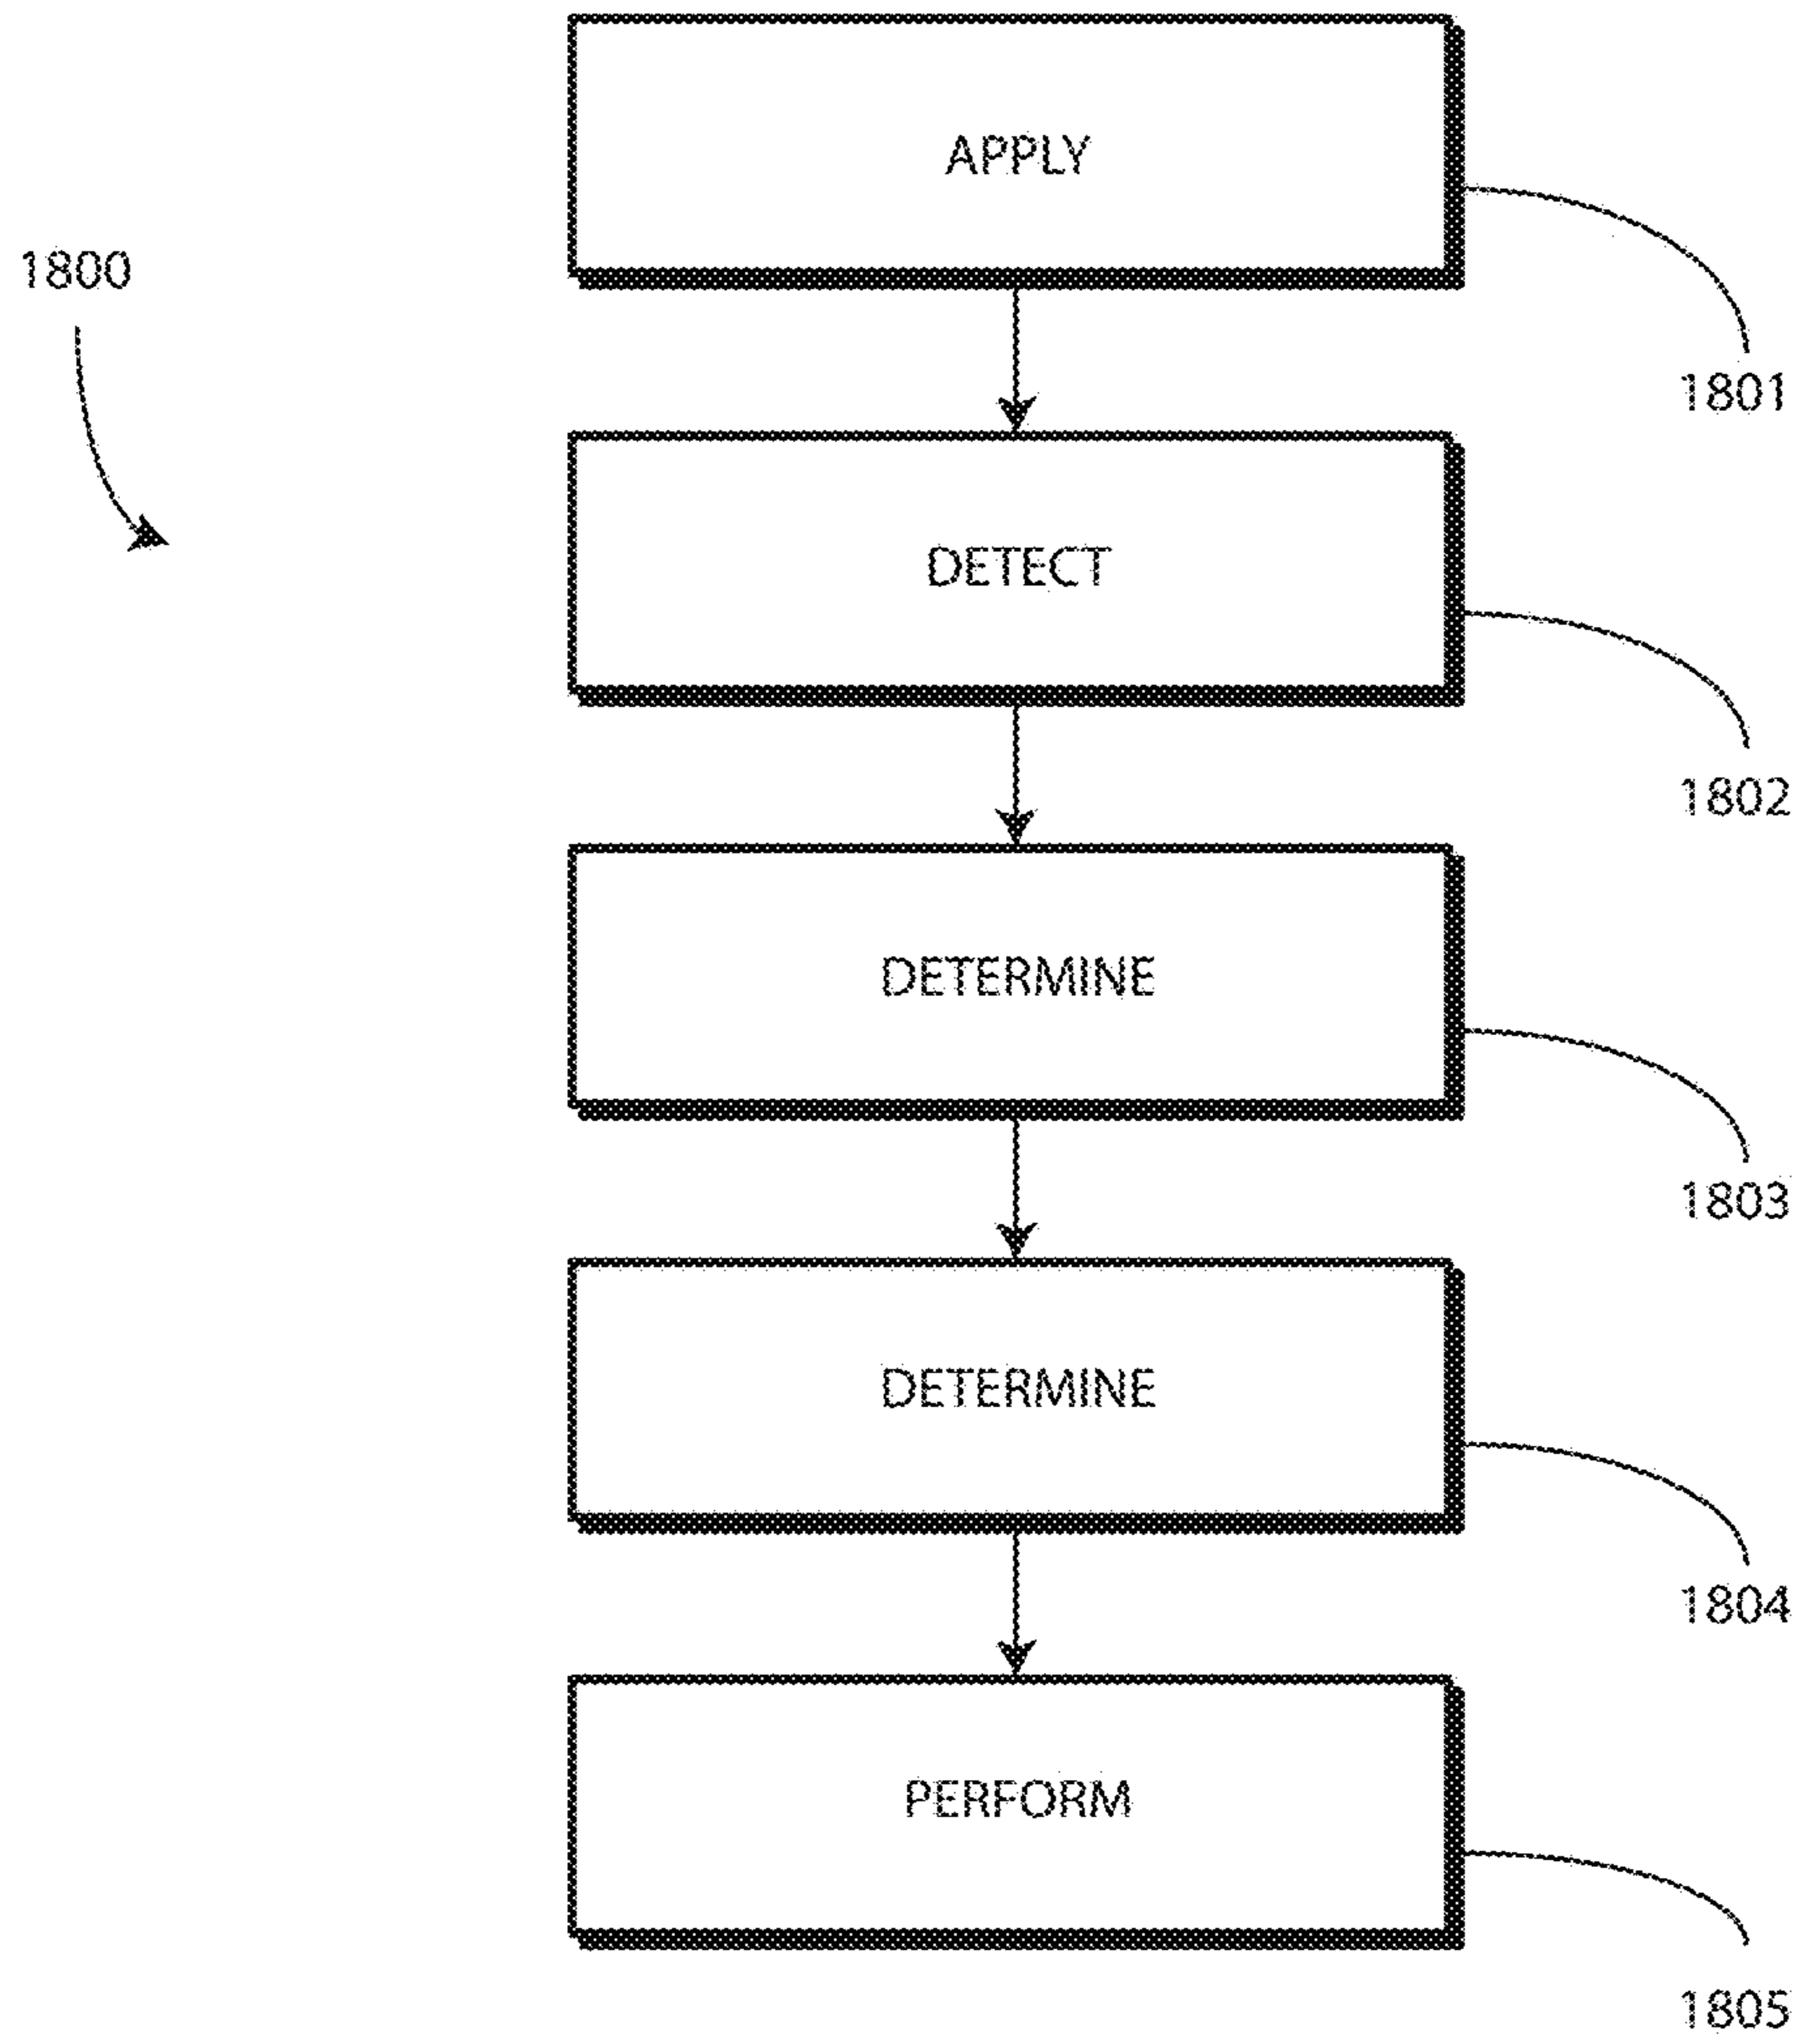 APPLY
1800
1801
DETECT
1802
DETERMINE
1803
DETERMINE
1804
PERFORM
1805